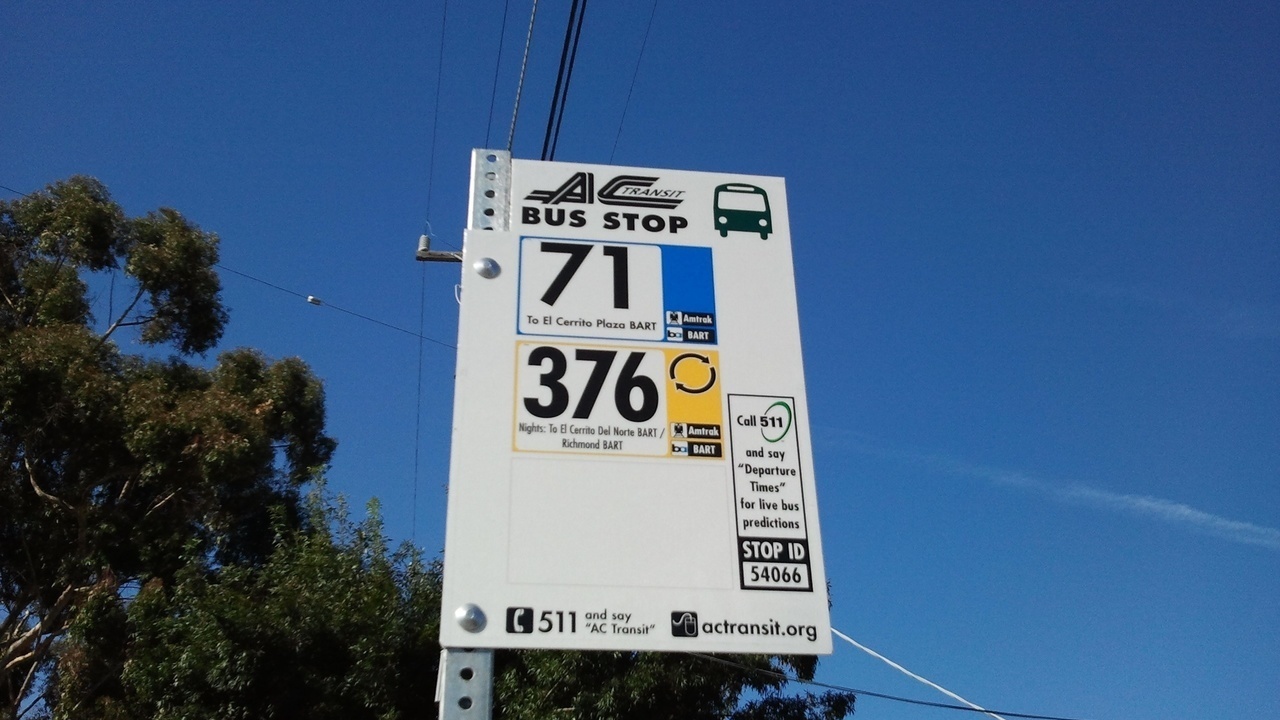 AC TRANSIT
BUS STOP
71
To El Cerrito Plaza BART
Amtrak
ba BART
376
Nights: To El Cerrito Del Norte BART /
Richmond BART
Amtrak
ba BART
Call 511
and say
"Departure
Times"
for live bus
predictions
STOP ID
54066
511 and say
"AC Transit"
actransit.org